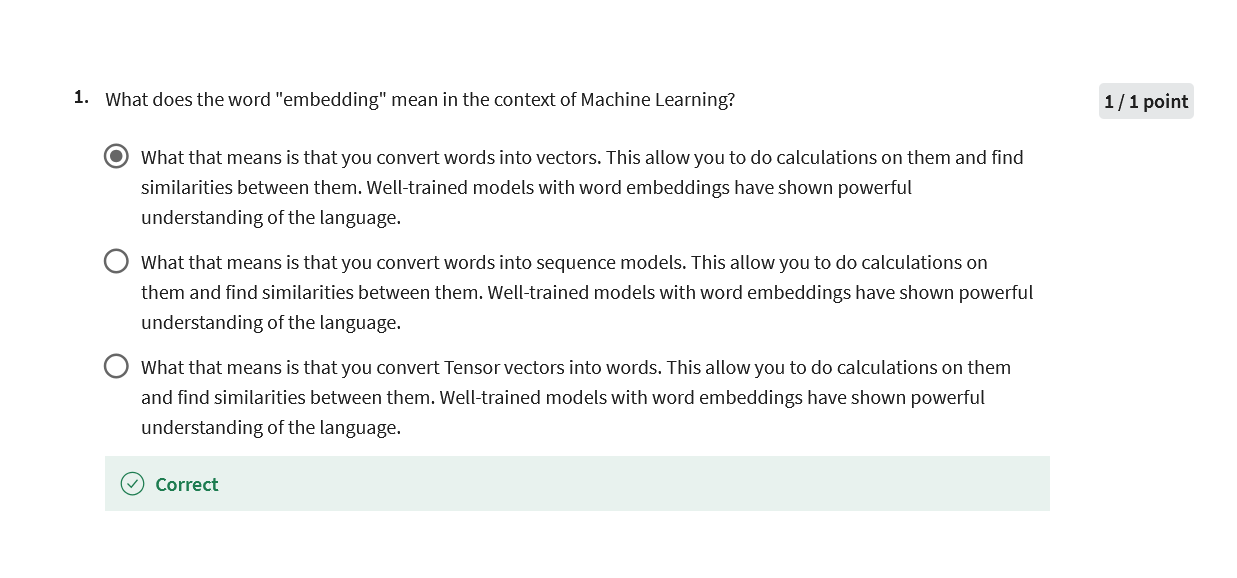 1. What does the word "embedding" mean in the context of Machine Learning?
1 / 1 point
What that means is that you convert words into vectors. This allow you to do calculations on them and find
similarities between them. Well-trained models with word embeddings have shown powerful
understanding of the language.
What that means is that you convert words into sequence models. This allow you to do calculations on
them and find similarities between them. Well-trained models with word embeddings have shown powerful
understanding of the language.
What that means is that you convert Tensor vectors into words. This allow you to do calculations on them
and find similarities between them. Well-trained models with word embeddings have shown powerful
understanding of the language.
Correct